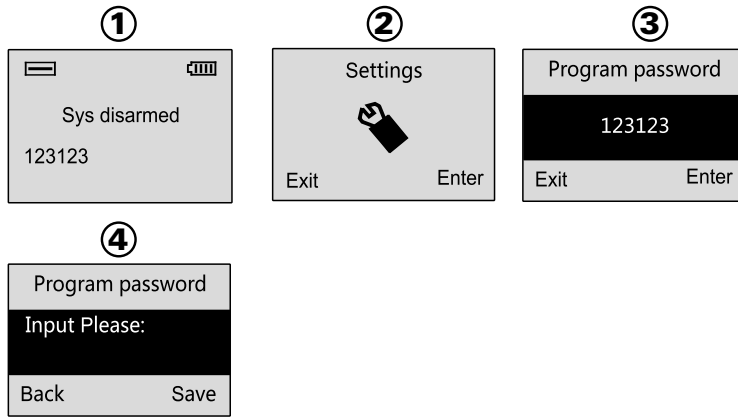 ①
Sys disarmed
123123
②
Settings
Exit Enter
③
Program password
123123
Exit Enter
④
Program password
Input Please:
Back Save